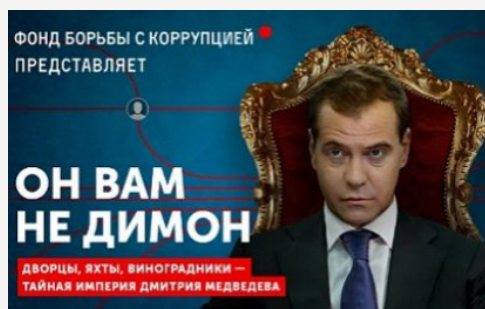 ФОНД БОРЬБЫ С КОРРУПЦИЕЙ
ПРЕДСТАВЛЯЕТ
ОН ВАМ
НЕ ДИМОН
ДВОРЦЫ, ЯХТЫ, ВИНОГРАДНИКИ —
ТАЙНАЯ ИМПЕРИЯ ДМИТРИЯ МЕДВЕДЕВА